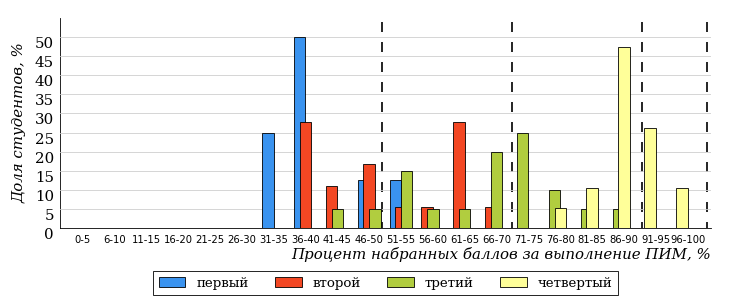 Доля студентов, %
50
45
40
35
30
25
20
15
10
5
0
0-5 6-10 11-15 16-20 21-25 26-30 31-35 36-40 41-45 46-50 51-55 56-60 61-65 66-70 71-75 76-80 81-85 86-90 91-95 96-100
Процент набранных баллов за выполнение ПИМ, %
первый второй третий четвертый